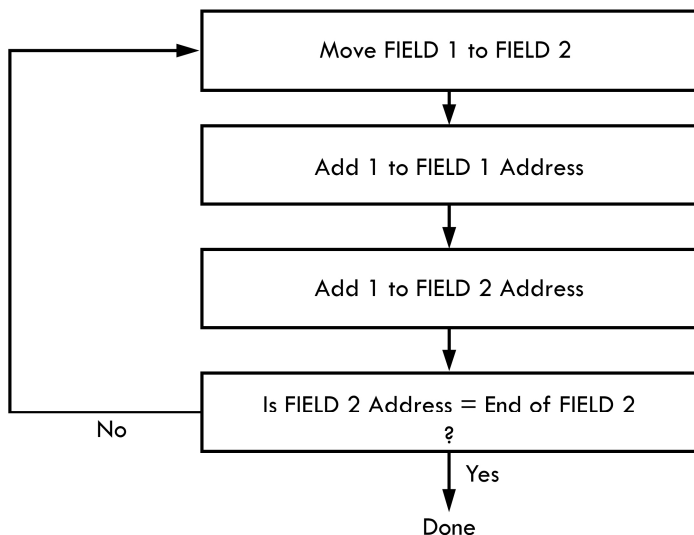 Move FIELD 1 to FIELD 2
Add 1 to FIELD 1 Address
Add 1 to FIELD 2 Address
Is FIELD 2 Address = End of FIELD 2
?
No
Yes
Done